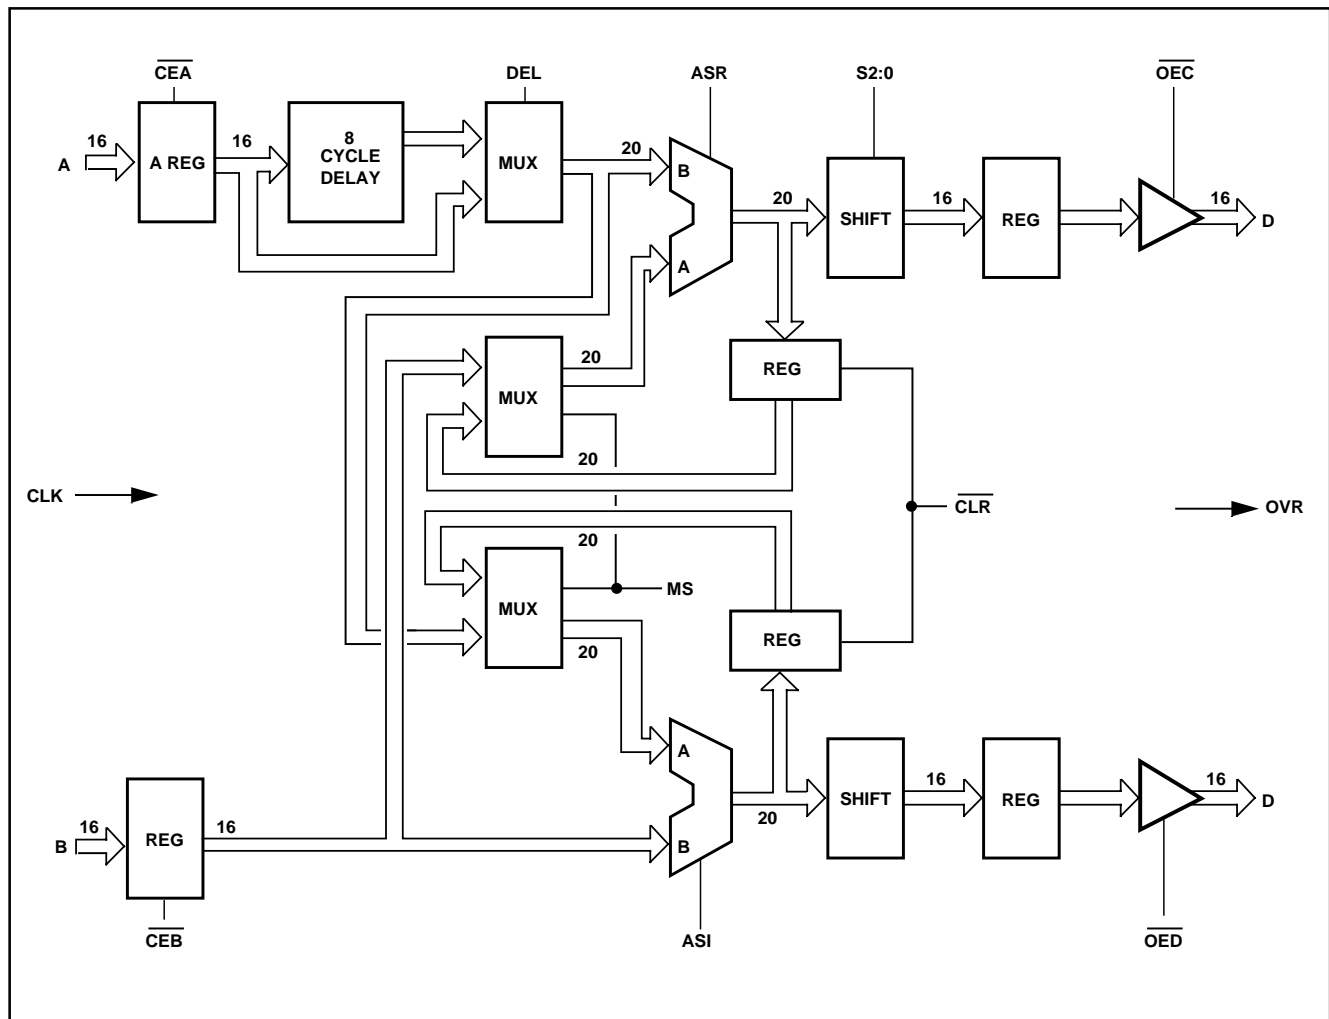 CEA
DEL
ASR
S2:0
OEC
A
16
A REG
16
8
CYCLE
DELAY
MUX
20
B
A
20
SHIFT
16
REG
16
D
20
MUX
20
REG
CLK
CLR
OVR
20
MUX
MS
20
REG
A
B
20
SHIFT
16
REG
16
D
B
16
REG
16
CEB
ASI
OED